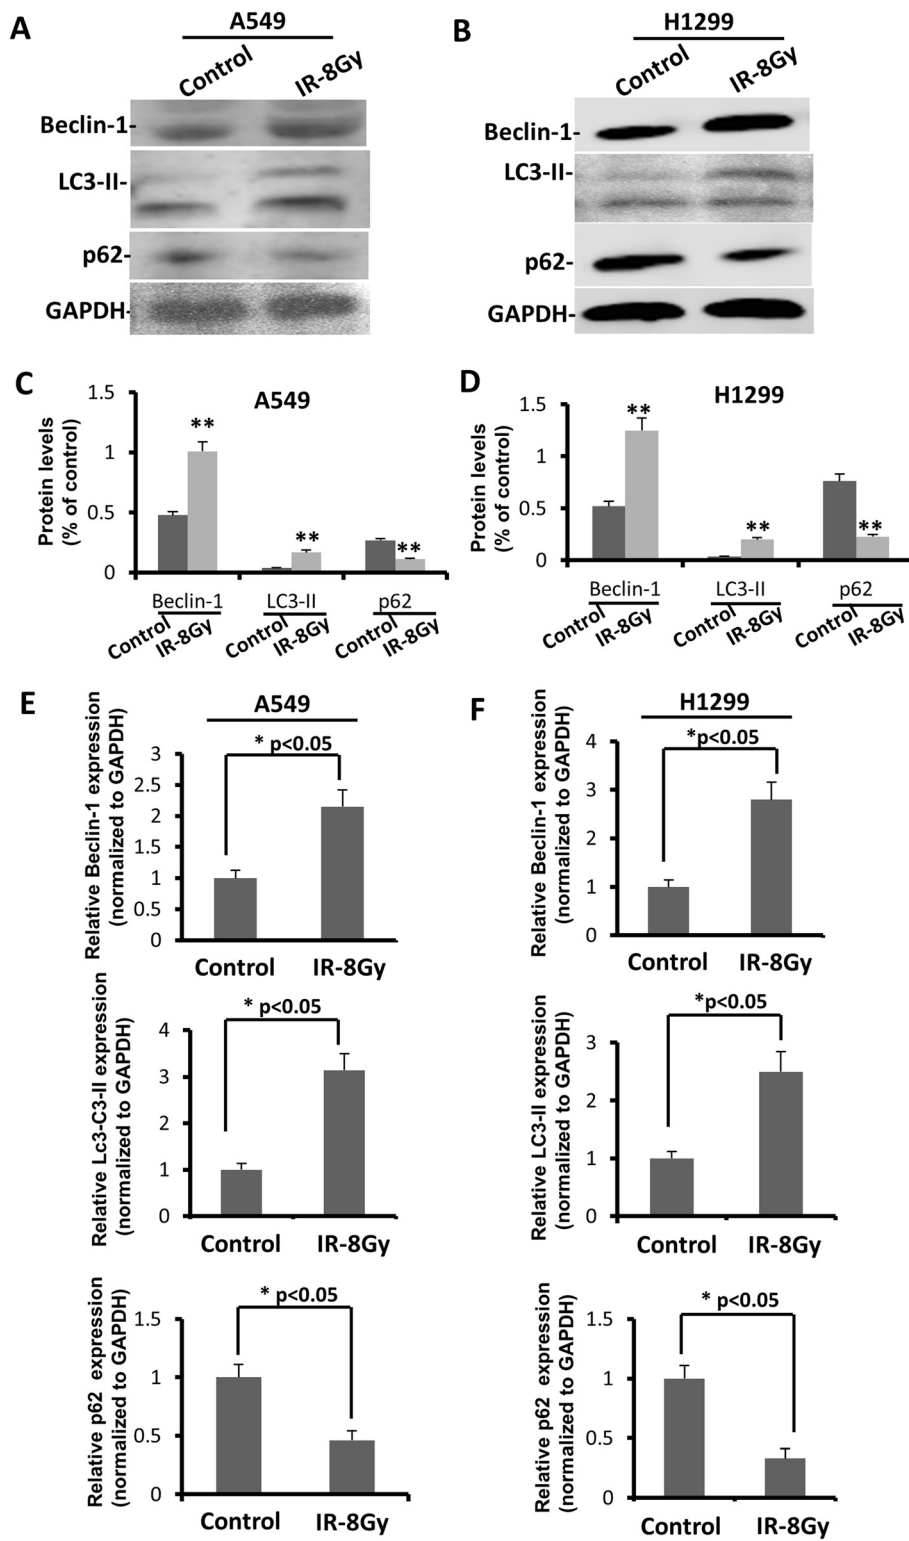 A
A549
Control
IR-8Gy
Beclin-1-
LC3-II-
p62-
GAPDH-
B
H1299
Control
IR-8Gy
Beclin-1-
LC3-II-
p62-
GAPDH-
C
A549
Protein levels
(% of control)
1.5
1
0.5
0
**
**
**
Beclin-1
LC3-II
p62
Control
IR-8Gy
Control
IR-8Gy
Control
IR-8Gy
D
H1299
Protein levels
(% of control)
1.5
1
0.5
0
**
**
**
Beclin-1
LC3-II
p62
Control
IR-8Gy
Control
IR-8Gy
Control
IR-8Gy
E
A549
* p<0.05
Relative Beclin-1 expression
(normalized to GAPDH)
3
2.5
2
1.5
1
0.5
0
Control
IR-8Gy
* p<0.05
Relative Lc3-C3-II expression
(normalized to GAPDH)
4
3
2
1
0
Control
IR-8Gy
* p<0.05
Relative p62 expression
(normalized to GAPDH)
1.5
1
0.5
0
Control
IR-8Gy
F
H1299
*p<0.05
Relative Beclin-1 expression
(normalized to GAPDH)
4
3
2
1
0
Control
IR-8Gy
*p<0.05
Relative LC3-II expression
(normalized to GAPDH)
3
2
1
0
Control
IR-8Gy
* p<0.05
Relative p62 expression
(normalized to GAPDH)
1.5
1
0.5
0
Control
IR-8Gy